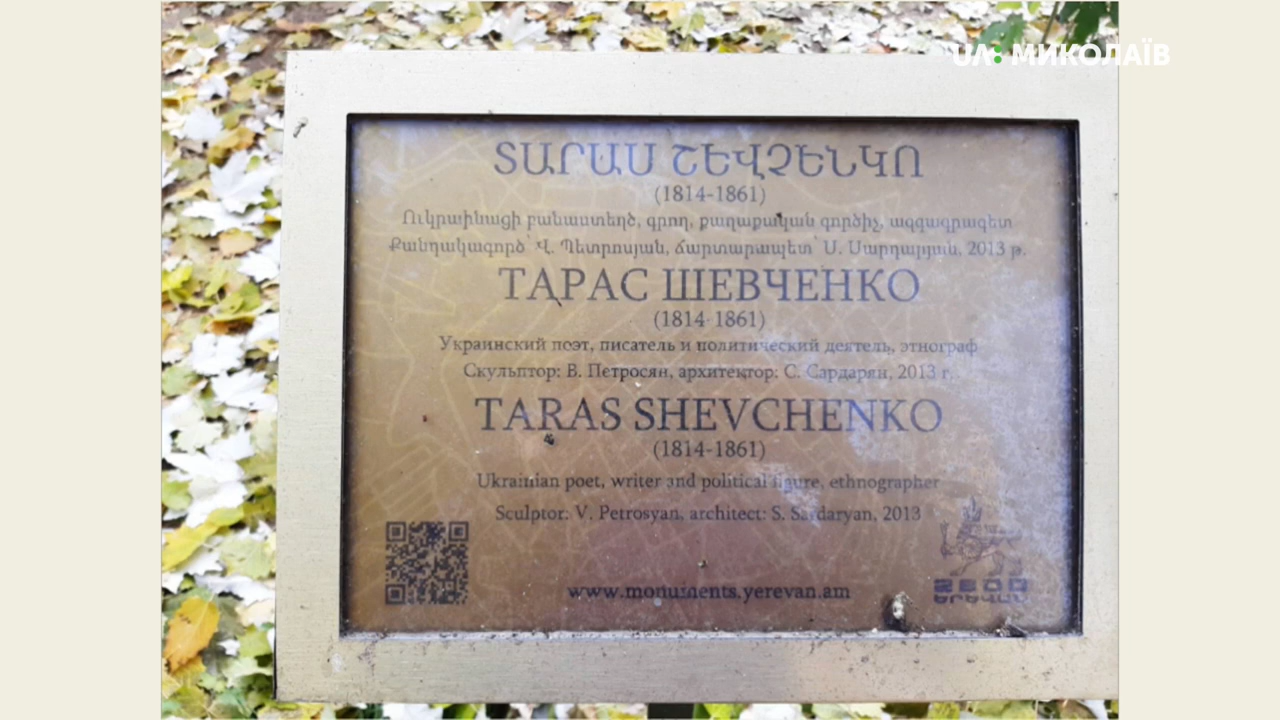 UA: МИКОЛАЇВ
ՏԱՐԱՍ ՇԵՎՉԵՆԿՈ
(1814-1861)
Ուկրաինացի բանաստեղծ, գրող, քաղաքական գործիչ, ազգագրագետ
Քանդակագործ՝ Վ. Պետրոսյան, ճարտարապետ՝ Ս. Սարդարյան, 2013 թ.
ТАРАС ШЕВЧЕНКО
(1814-1861)
Украинский поэт, писатель и политический деятель, этнограф
Скульптор: В. Петросян, архитектор: С. Сардарян, 2013 г.
TARAS SHEVCHENKO
(1814-1861)
Ukrainian poet, writer and political figure, ethnographer
Sculptor: V. Petrosyan, architect: S. Sardaryan, 2013
www.monuments.yerevan.am
ԵՐԵՎԱՆ